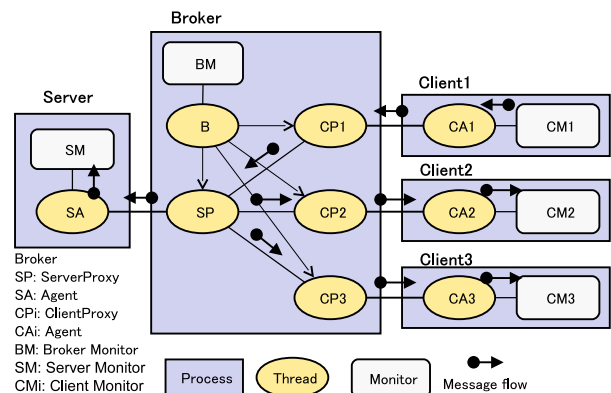 Broker
BM
Client1
Server
B
CP1
CA1
CM1
SM
Client2
SA
SP
CP2
CA2
CM2
Client3
CP3
CA3
CM3
Broker
SP: ServerProxy
SA: Agent
CPi: ClientProxy
CAi: Agent
BM: Broker Monitor
SM: Server Monitor
CMi: Client Monitor
Process
Thread
Monitor
Message flow